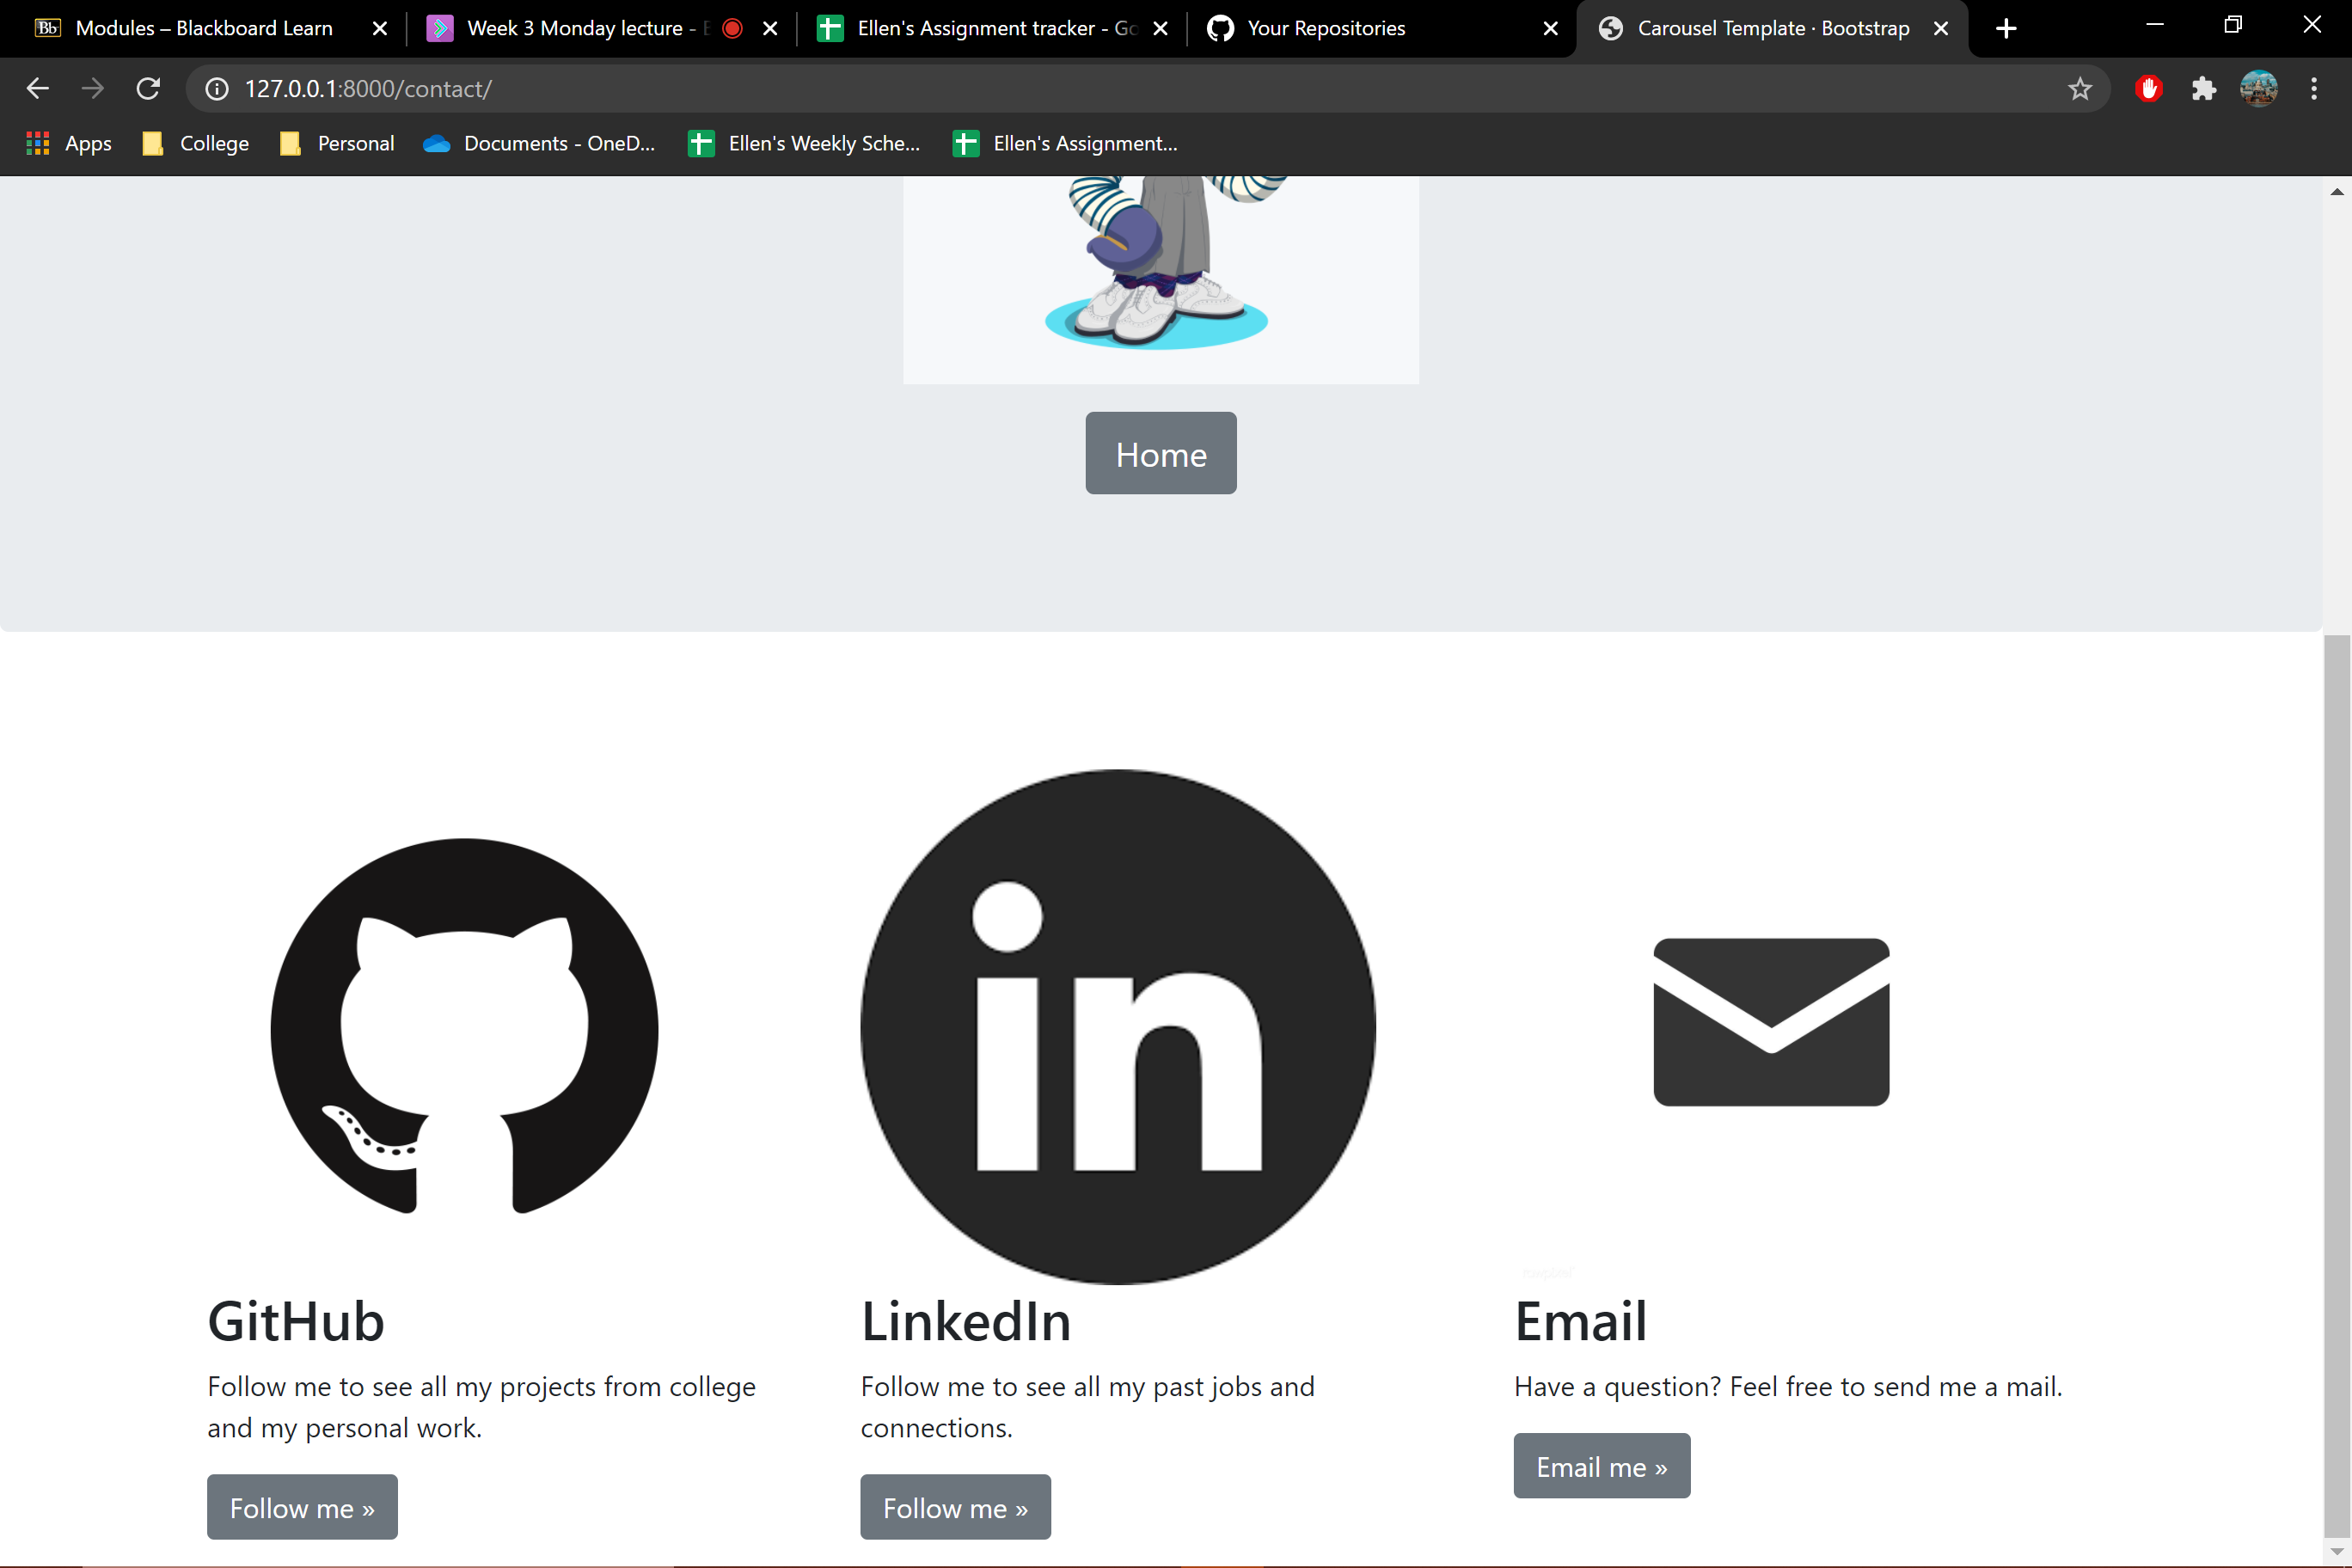 Modules – Blackboard Learn
Week 3 Monday lecture -
Ellen's Assignment tracker - Go
Your Repositories
Carousel Template · Bootstrap
127.0.0.1:8000/contact/
Apps
College
Personal
Documents - OneD...
Ellen's Weekly Sche...
Ellen's Assignment...
Home
in
GitHub
LinkedIn
Email
Follow me to see all my projects from college
and my personal work.
Follow me to see all my past jobs and
connections.
Have a question? Feel free to send me a mail.
Follow me »
Follow me »
Email me »